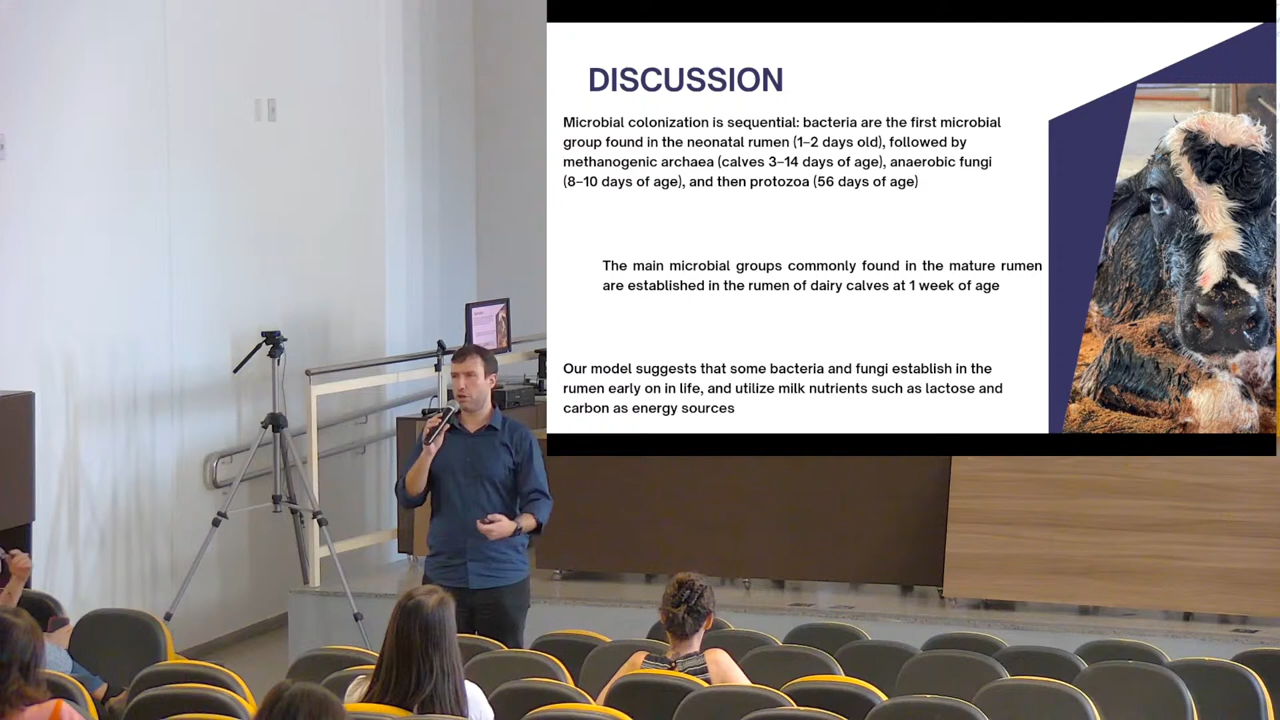 DISCUSSION
Microbial colonization is sequential: bacteria are the first microbial
group found in the neonatal rumen (1–2 days old), followed by
methanogenic archaea (calves 3–14 days of age), anaerobic fungi
(8–10 days of age), and then protozoa (56 days of age)
The main microbial groups commonly found in the mature rumen
are established in the rumen of dairy calves at 1 week of age
Our model suggests that some bacteria and fungi establish in the
rumen early on in life, and utilize milk nutrients such as lactose and
carbon as energy sources